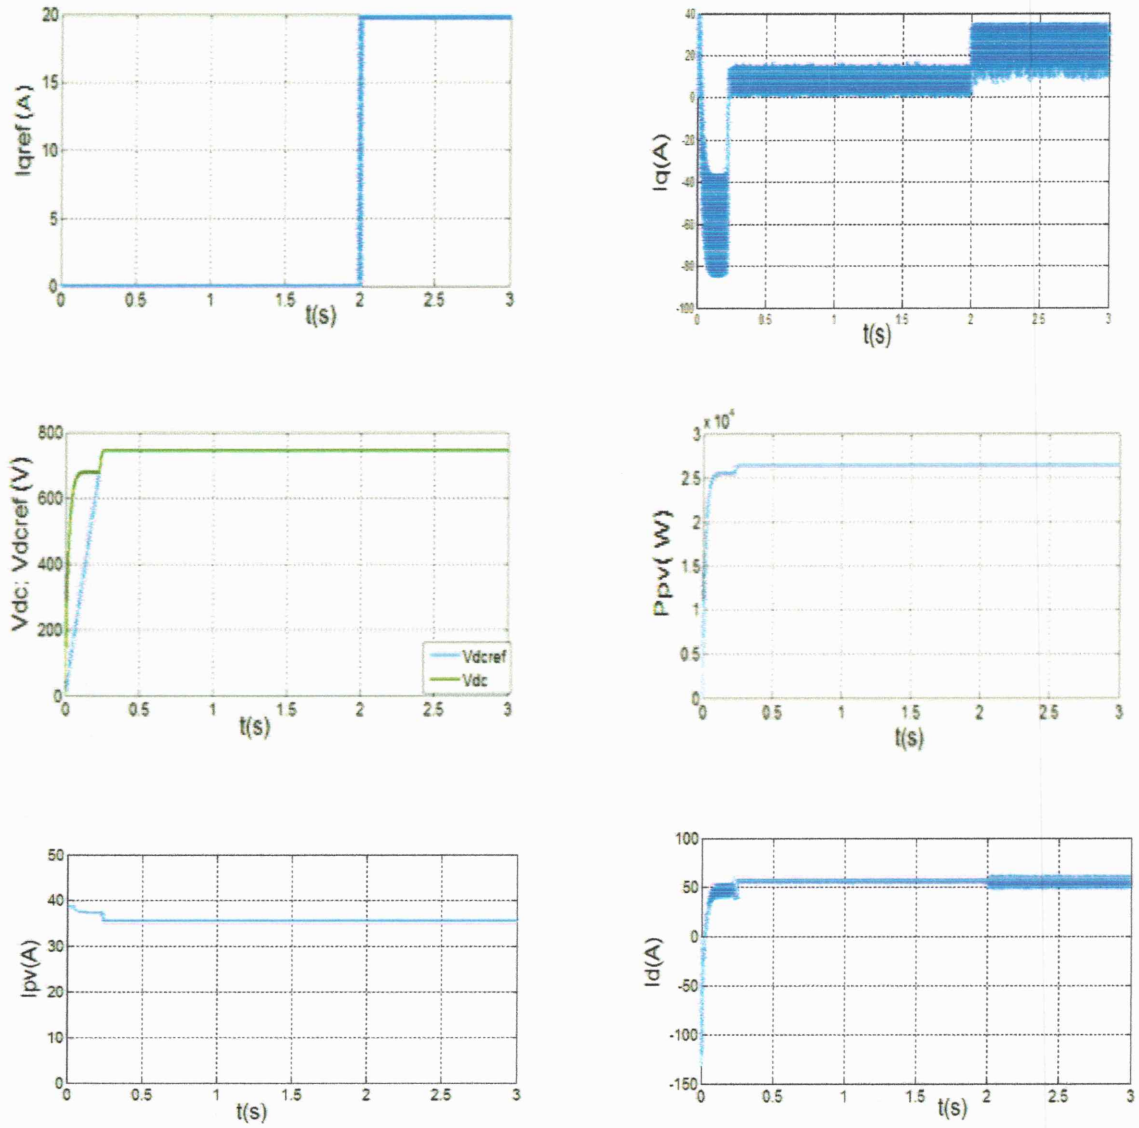 20
15
10
5
0
Iqref (A)
0 0.5 1 1.5 2 2.5 3
t(s)
40
20
0
-20
-40
-60
-80
-100
Iq(A)
0 0.5 1 1.5 2 2.5 3
t(s)
800
600
400
200
0
Vdc; Vdcref (V)
Vdcref
Vdc
0 0.5 1 1.5 2 2.5 3
t(s)
x 10⁴
3
2.5
2
1.5
1
0.5
0
Ppv( W)
0 0.5 1 1.5 2 2.5 3
t(s)
50
40
30
20
10
0
Ipv(A)
0 0.5 1 1.5 2 2.5 3
t(s)
100
50
0
-50
-100
-150
Id(A)
0 0.5 1 1.5 2 2.5 3
t(s)